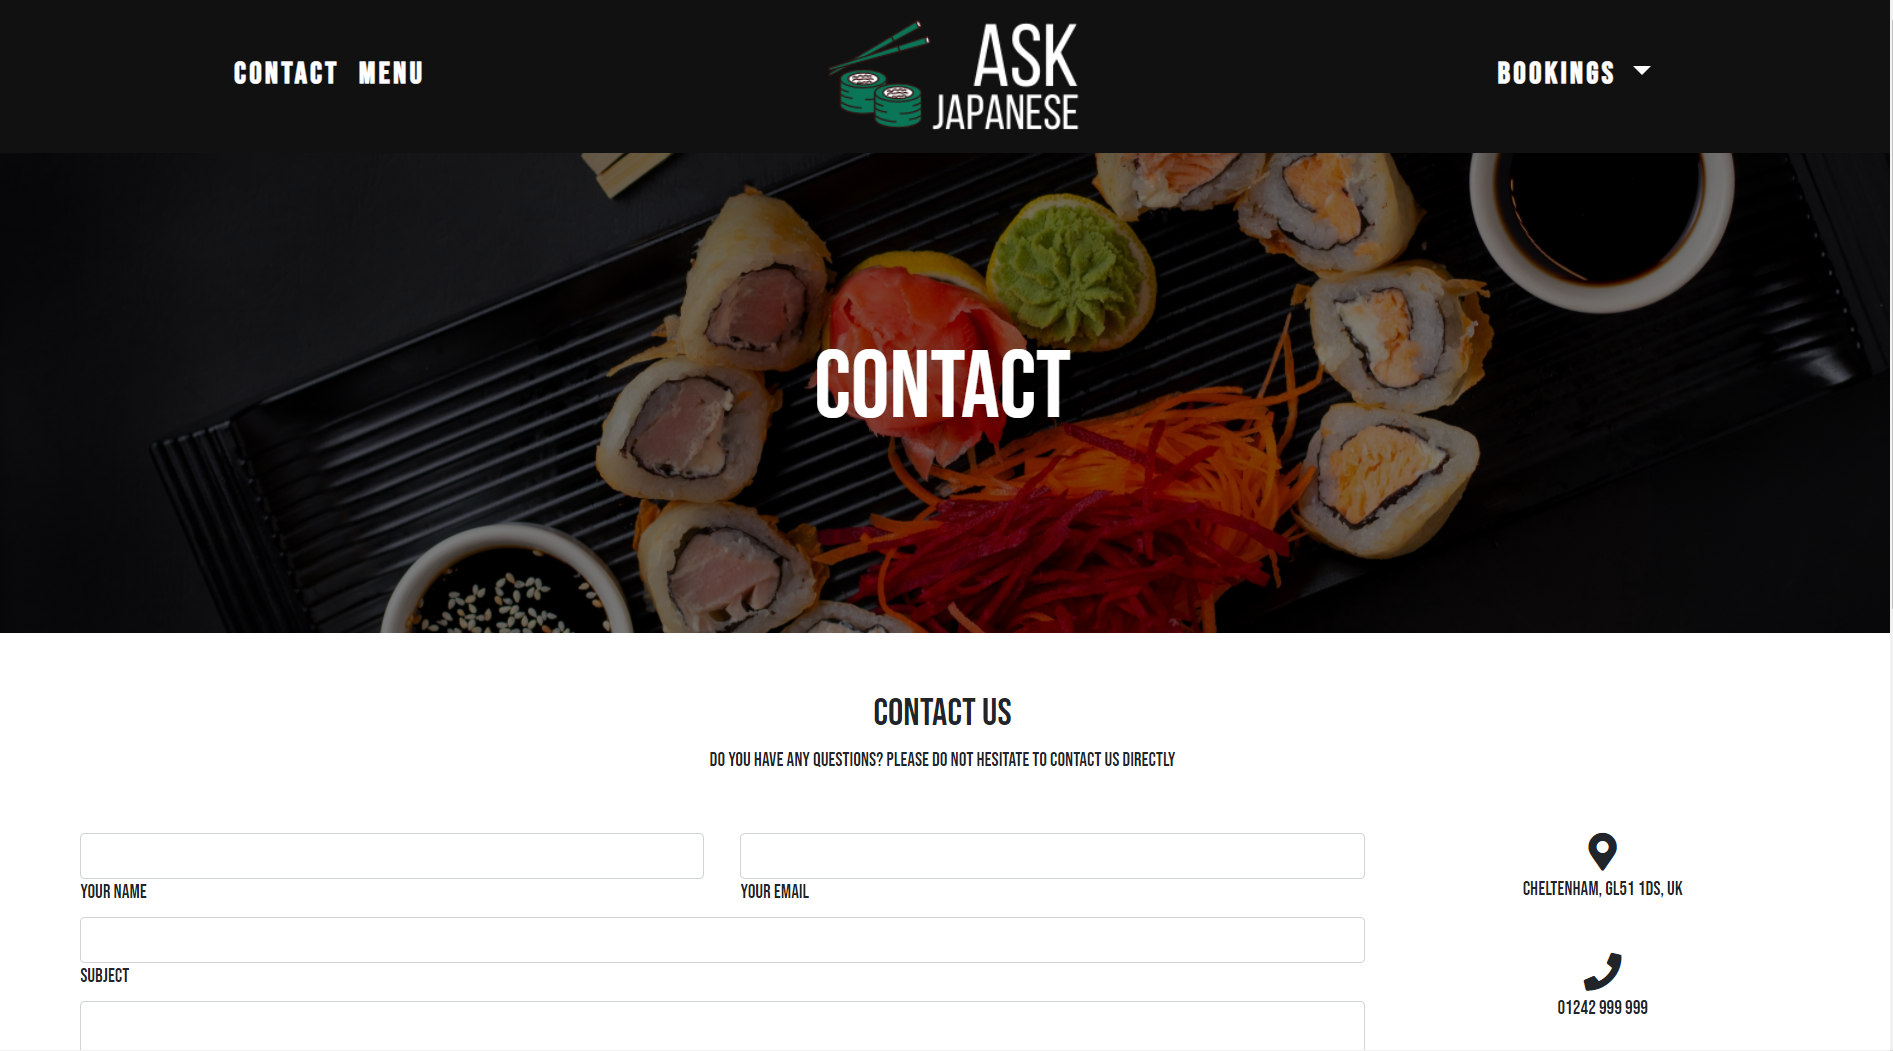 CONTACT MENU
ASK
JAPANESE
BOOKINGS
CONTACT
CONTACT US
DO YOU HAVE ANY QUESTIONS? PLEASE DO NOT HESITATE TO CONTACT US DIRECTLY
YOUR NAME
YOUR EMAIL
SUBJECT
CHELTENHAM, GL51 1DS, UK
01242 999 999